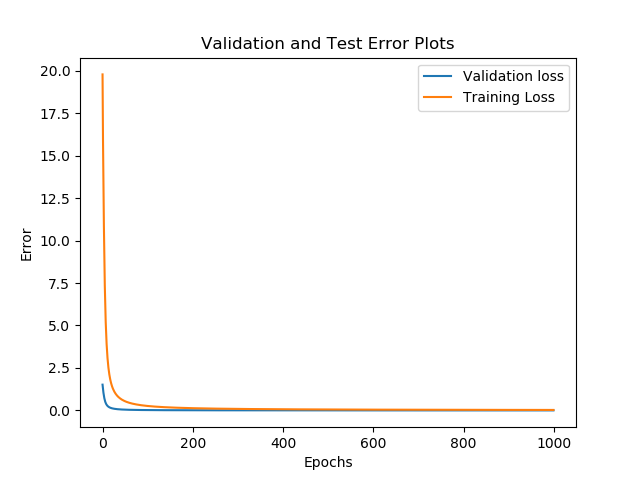 Validation and Test Error Plots
Validation loss
Training Loss
20.0
17.5
15.0
12.5
10.0
7.5
5.0
2.5
0.0
Error
0 200 400 600 800 1000
Epochs